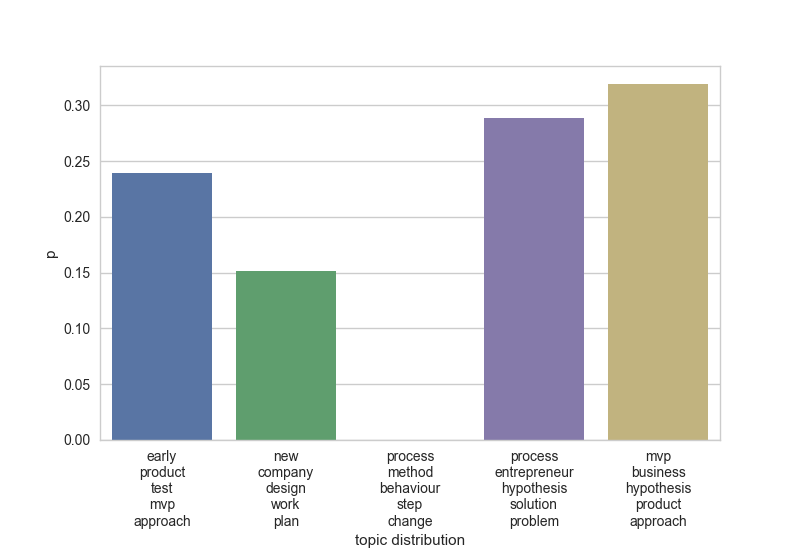 0.30
0.25
0.20
0.15
0.10
0.05
0.00
p
early
product
test
mvp
approach
new
company
design
work
plan
process
method
behaviour
step
change
process
entrepreneur
hypothesis
solution
problem
mvp
business
hypothesis
product
approach
topic distribution